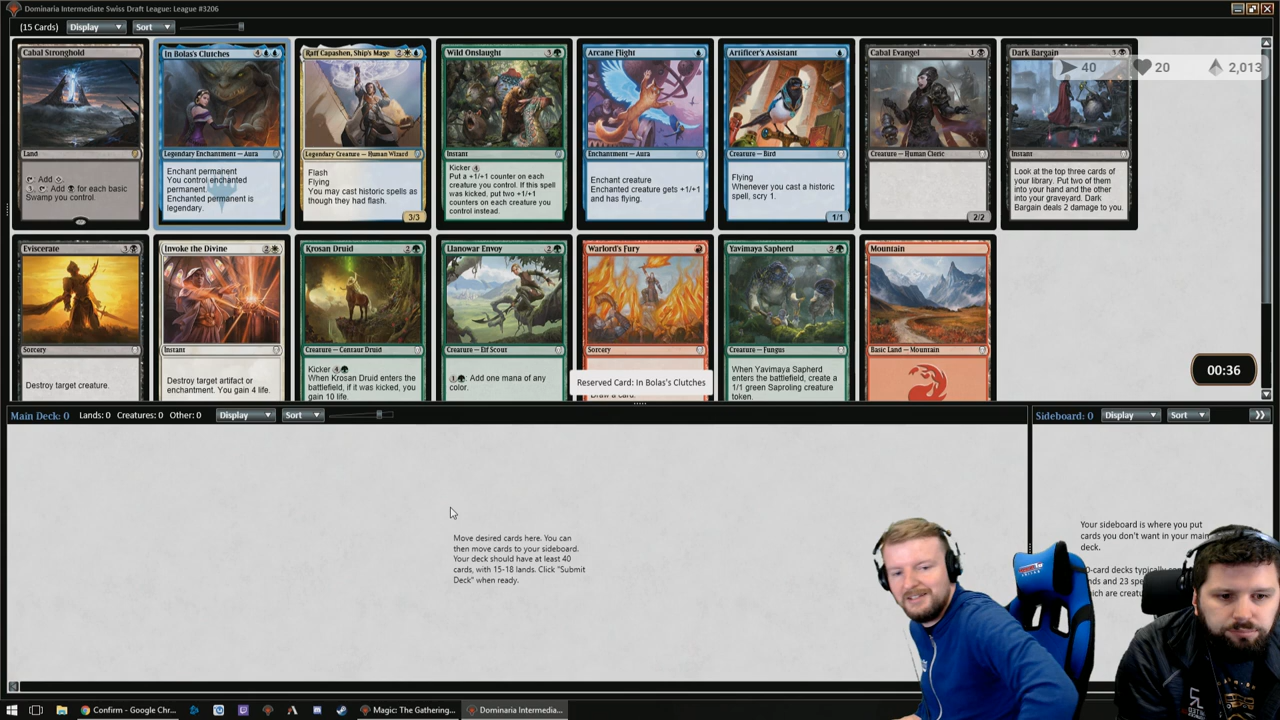 Dominaria Intermediate Swiss Draft League: League #3206
(15 Cards) Display Sort
Cabal Stronghold
Land
: Add
3, : Add for each basic
Swamp you control.
In Bolas's Clutches
Legendary Enchantment — Aura
Enchant permanent
You control enchanted
permanent.
Enchanted permanent is
legendary.
Raff Capashen, Ship's Mage
Legendary Creature — Human Wizard
Flash
Flying
You may cast historic spells as
though they had flash.
3/3
Wild Onslaught
Instant
Kicker 4
Put a +1/+1 counter on each
creature you control. If this spell
was kicked, put two +1/+1
counters on each creature you
control instead.
Arcane Flight
Enchantment — Aura
Enchant creature
Enchanted creature gets +1/+1
and has flying.
Artificer's Assistant
Creature — Bird
Flying
Whenever you cast a historic
spell, scry 1.
1/1
Cabal Evangel
Creature — Human Cleric
2/2
Dark Bargain
Instant
Look at the top three cards of
your library. Put two of them
into your hand and the other
into your graveyard. Dark
Bargain deals 2 damage to you.
40 20 2,013
Eviscerate
Sorcery
Destroy target creature.
Invoke the Divine
Instant
Destroy target artifact or
enchantment. You gain 4 life.
Krosan Druid
Creature — Centaur Druid
Kicker 4
When Krosan Druid enters the
battlefield, if it was kicked, you
gain 10 life.
Llanowar Envoy
Creature — Elf Scout
1 : Add one mana of any
color.
Warlord's Fury
Sorcery
Draw a card.
Yavimaya Sapherd
Creature — Fungus
When Yavimaya Sapherd
enters the battlefield, create a
1/1 green Saproling creature
token.
Mountain
Basic Land — Mountain
Reserved Card: In Bolas's Clutches
00:36
Main Deck: 0 Lands: 0 Creatures: 0 Other: 0 Display Sort
Sideboard: 0 Display Sort
Move desired cards here. You can
then move cards to your sideboard.
Your deck should have at least 40
cards, with 15-18 lands. Click "Submit
Deck" when ready.
Your sideboard is where you put
cards you don't want in your main
deck.
Confirm - Google Chr...
Magic: The Gathering...
Dominaria Intermedia...